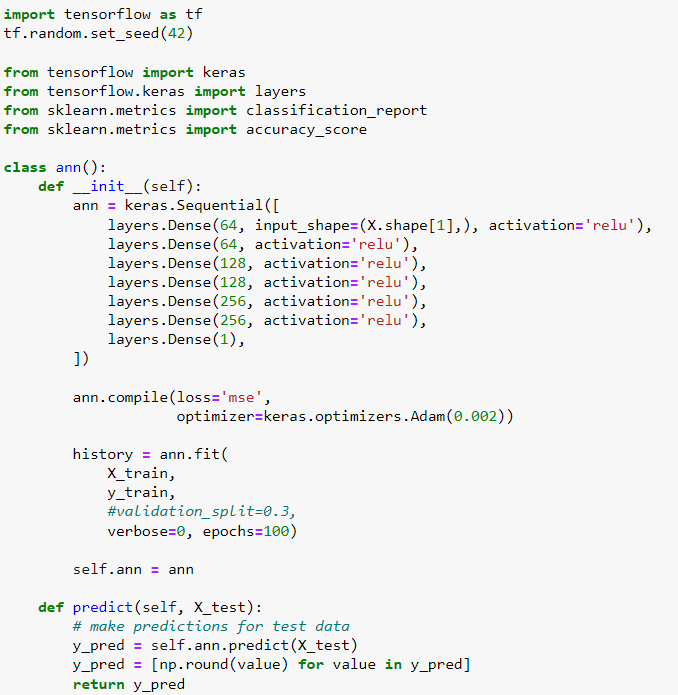 import tensorflow as tf
tf.random.set_seed(42)

from tensorflow import keras
from tensorflow.keras import layers
from sklearn.metrics import classification_report
from sklearn.metrics import accuracy_score

class ann():
    def __init__(self):
        ann = keras.Sequential([
            layers.Dense(64, input_shape=(X.shape[1],), activation='relu'),
            layers.Dense(64, activation='relu'),
            layers.Dense(128, activation='relu'),
            layers.Dense(128, activation='relu'),
            layers.Dense(256, activation='relu'),
            layers.Dense(256, activation='relu'),
            layers.Dense(1),
        ])

        ann.compile(loss='mse',
                    optimizer=keras.optimizers.Adam(0.002))

        history = ann.fit(
            X_train,
            y_train,
            #validation_split=0.3,
            verbose=0, epochs=100)

        self.ann = ann

    def predict(self, X_test):
        # make predictions for test data
        y_pred = self.ann.predict(X_test)
        y_pred = [np.round(value) for value in y_pred]
        return y_pred